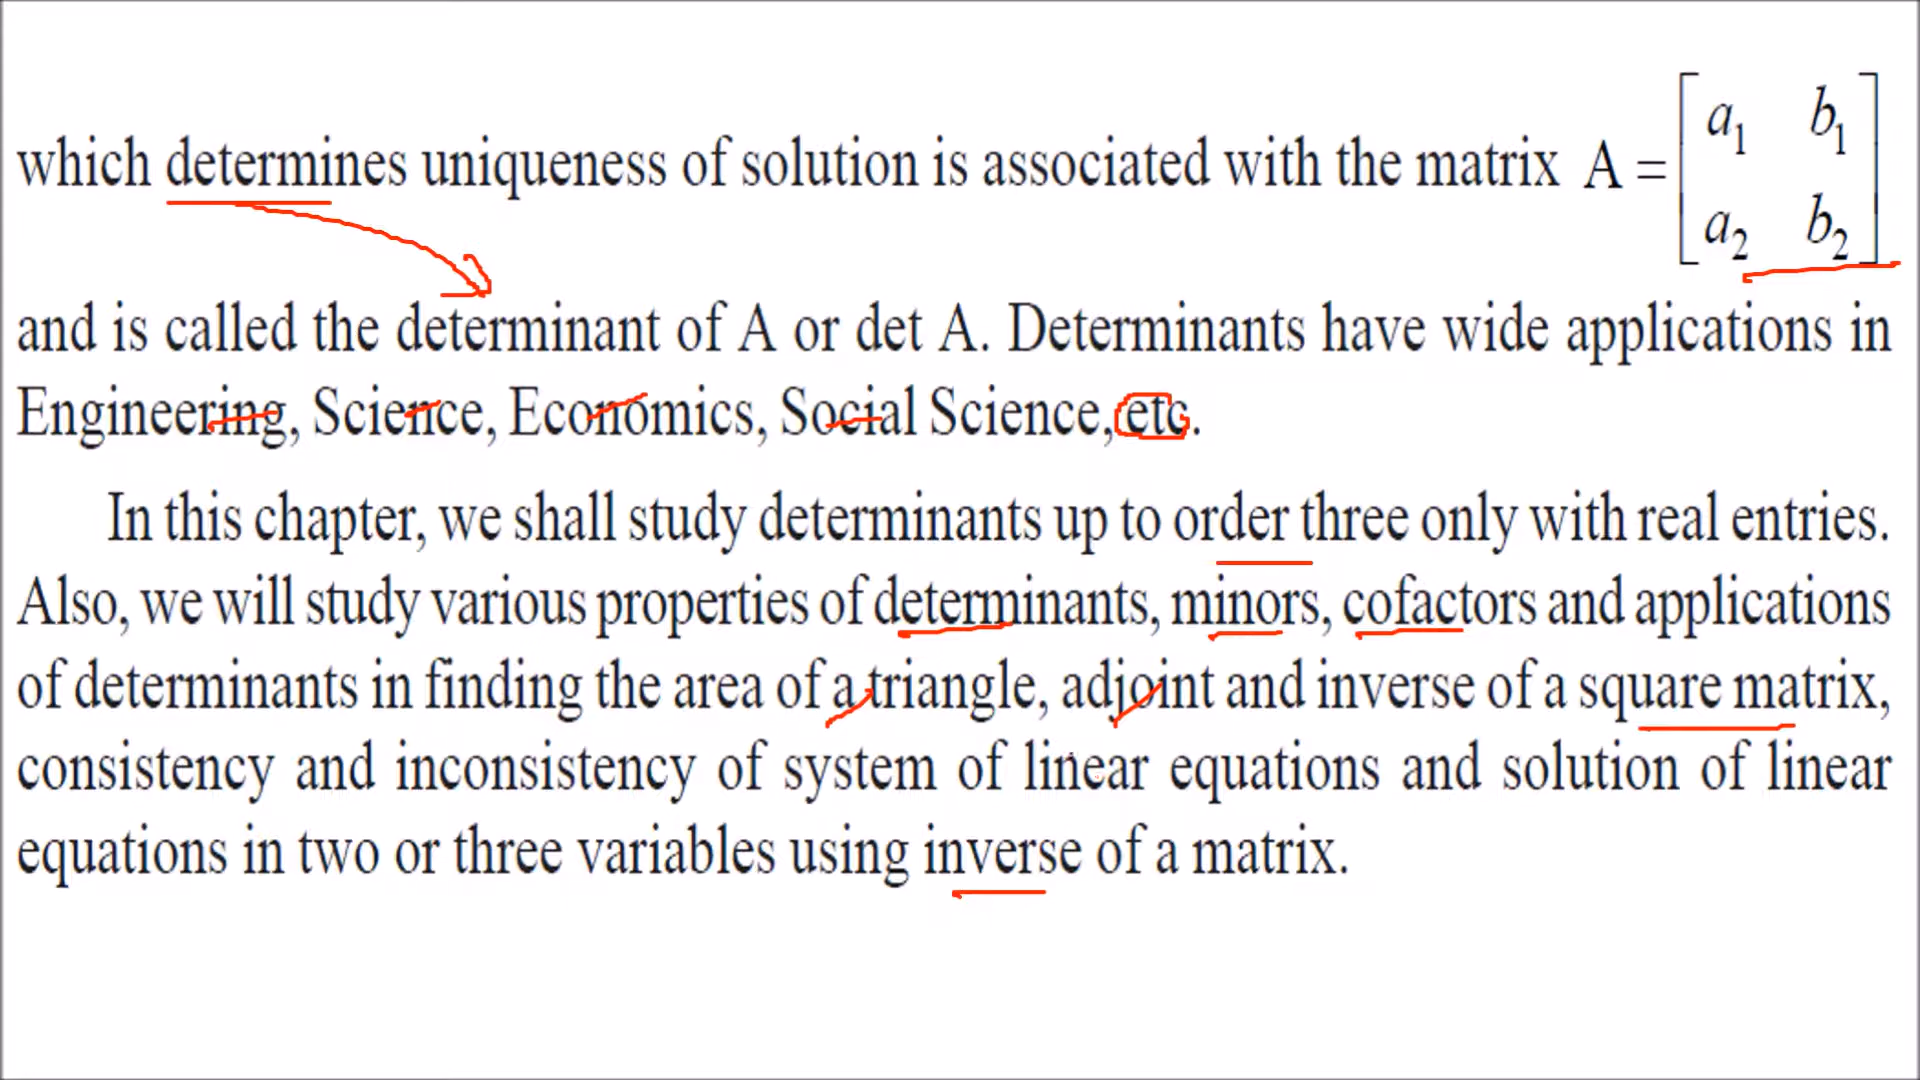 which determines uniqueness of solution is associated with the matrix A = [a₁ b₁
a₂ b₂]
and is called the determinant of A or det A. Determinants have wide applications in
Engineering, Science, Economics, Social Science, etc.
In this chapter, we shall study determinants up to order three only with real entries.
Also, we will study various properties of determinants, minors, cofactors and applications
of determinants in finding the area of a triangle, adjoint and inverse of a square matrix,
consistency and inconsistency of system of linear equations and solution of linear
equations in two or three variables using inverse of a matrix.